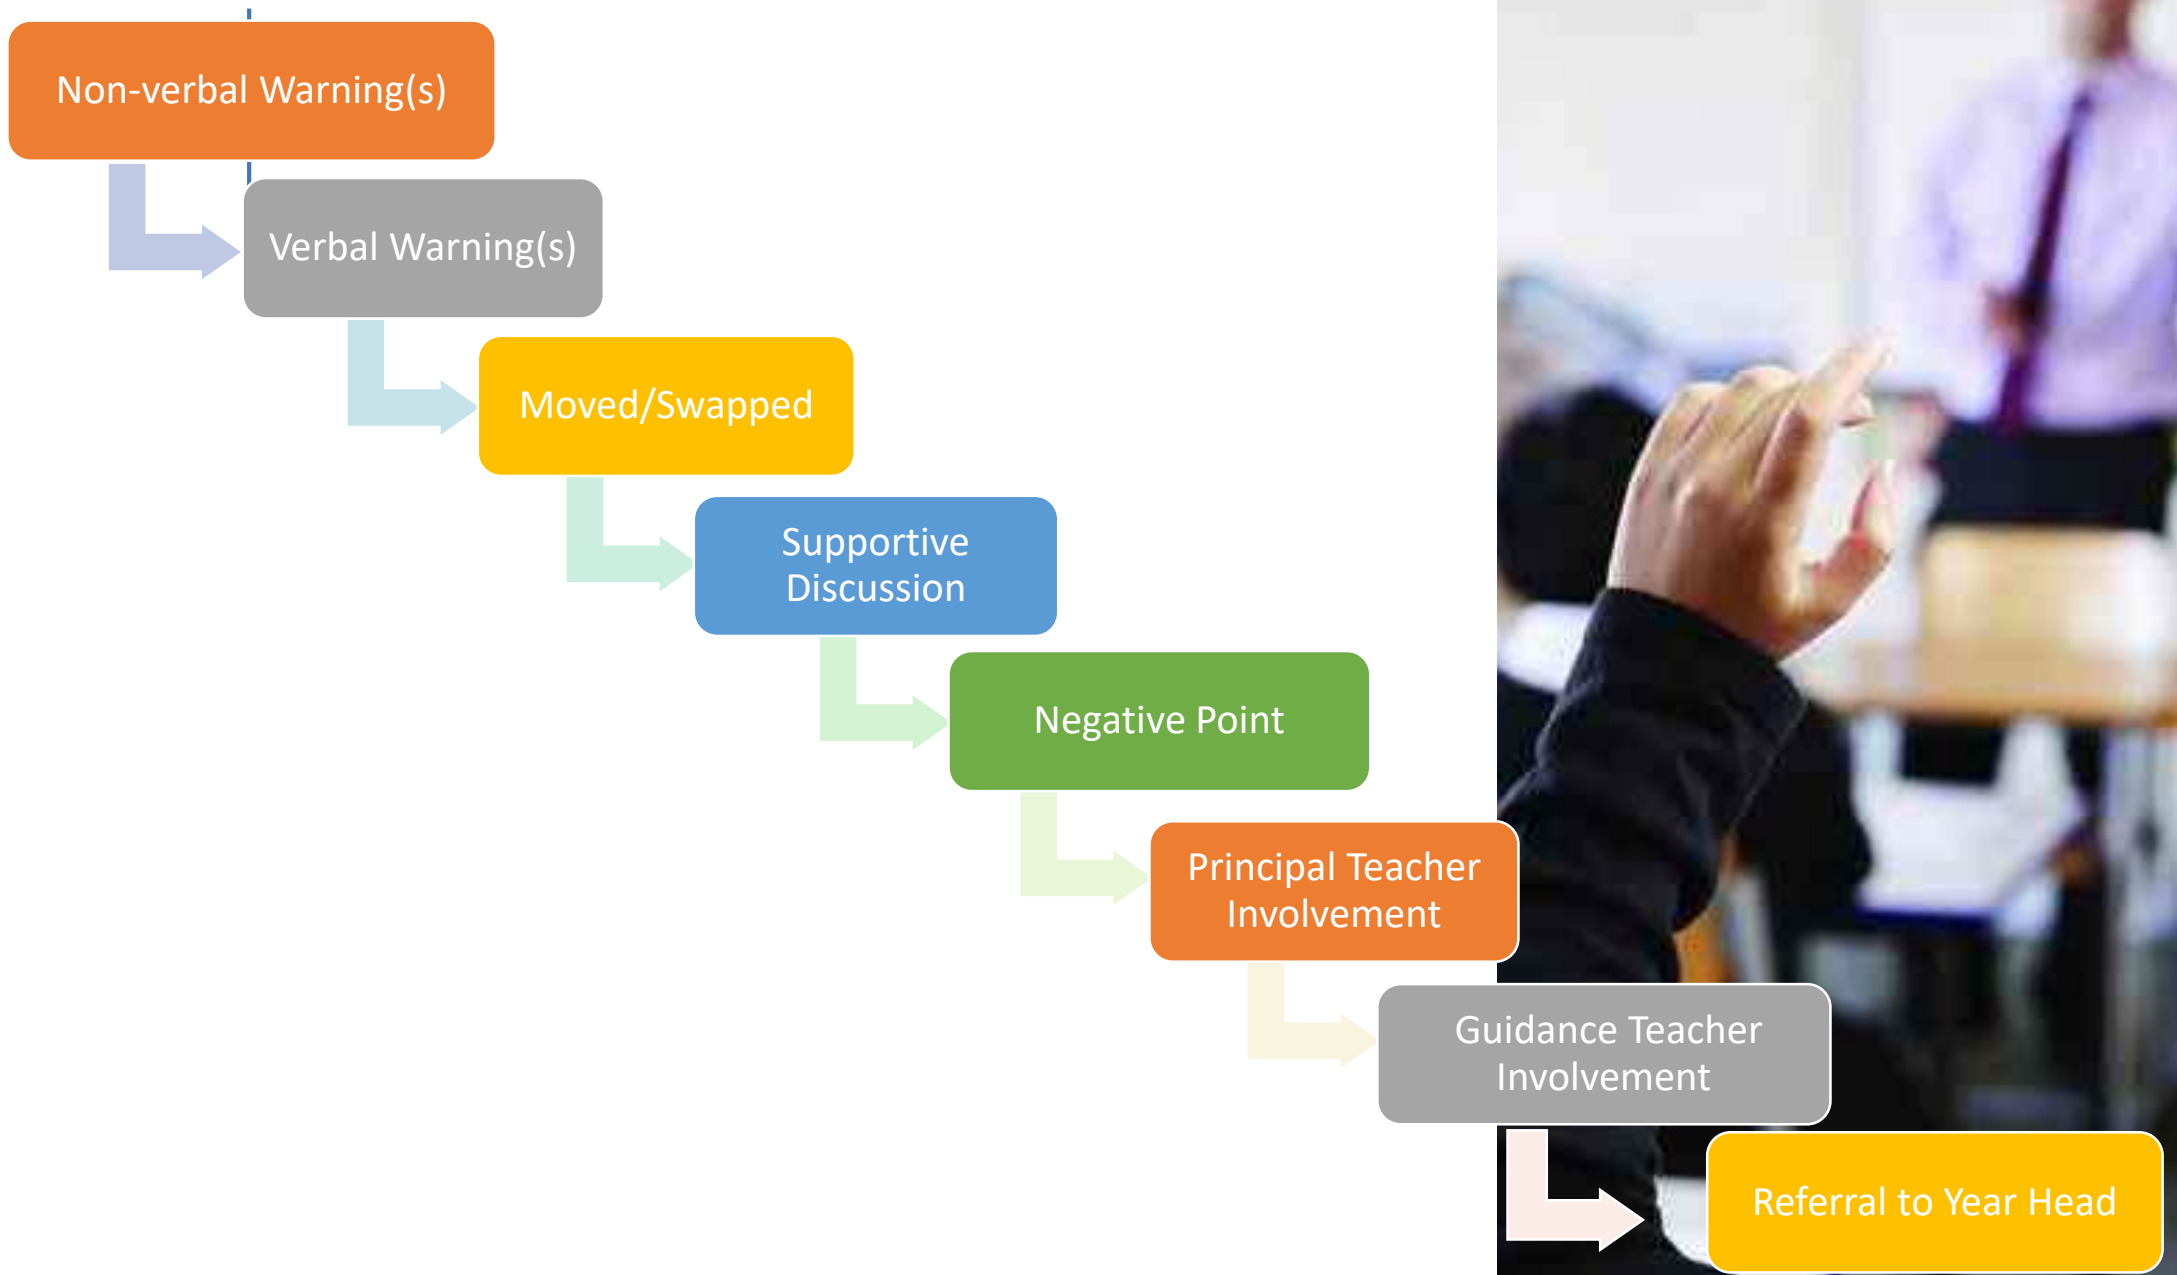 Non-verbal Warning(s)
Verbal Warning(s)
Moved/Swapped
Supportive
Discussion
Negative Point
Principal Teacher
Involvement
Guidance Teacher
Involvement
Referral to Year Head